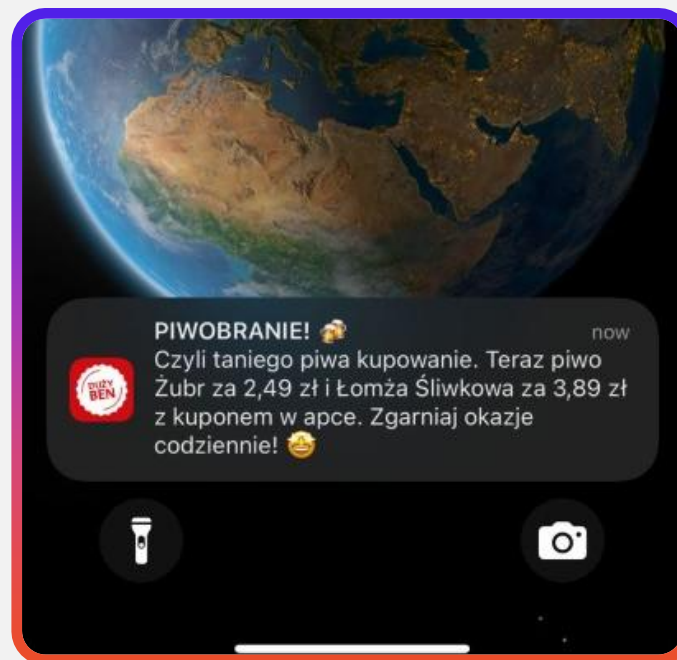 PIWOBRANIE! 🍻 now
Czyli taniego piwa kupowanie. Teraz piwo
Żubr za 2,49 zł i Łomża Śliwkowa za 3,89 zł
z kuponem w apce. Zgarniaj okazje
codziennie! 🤩
DUŻY
BEN